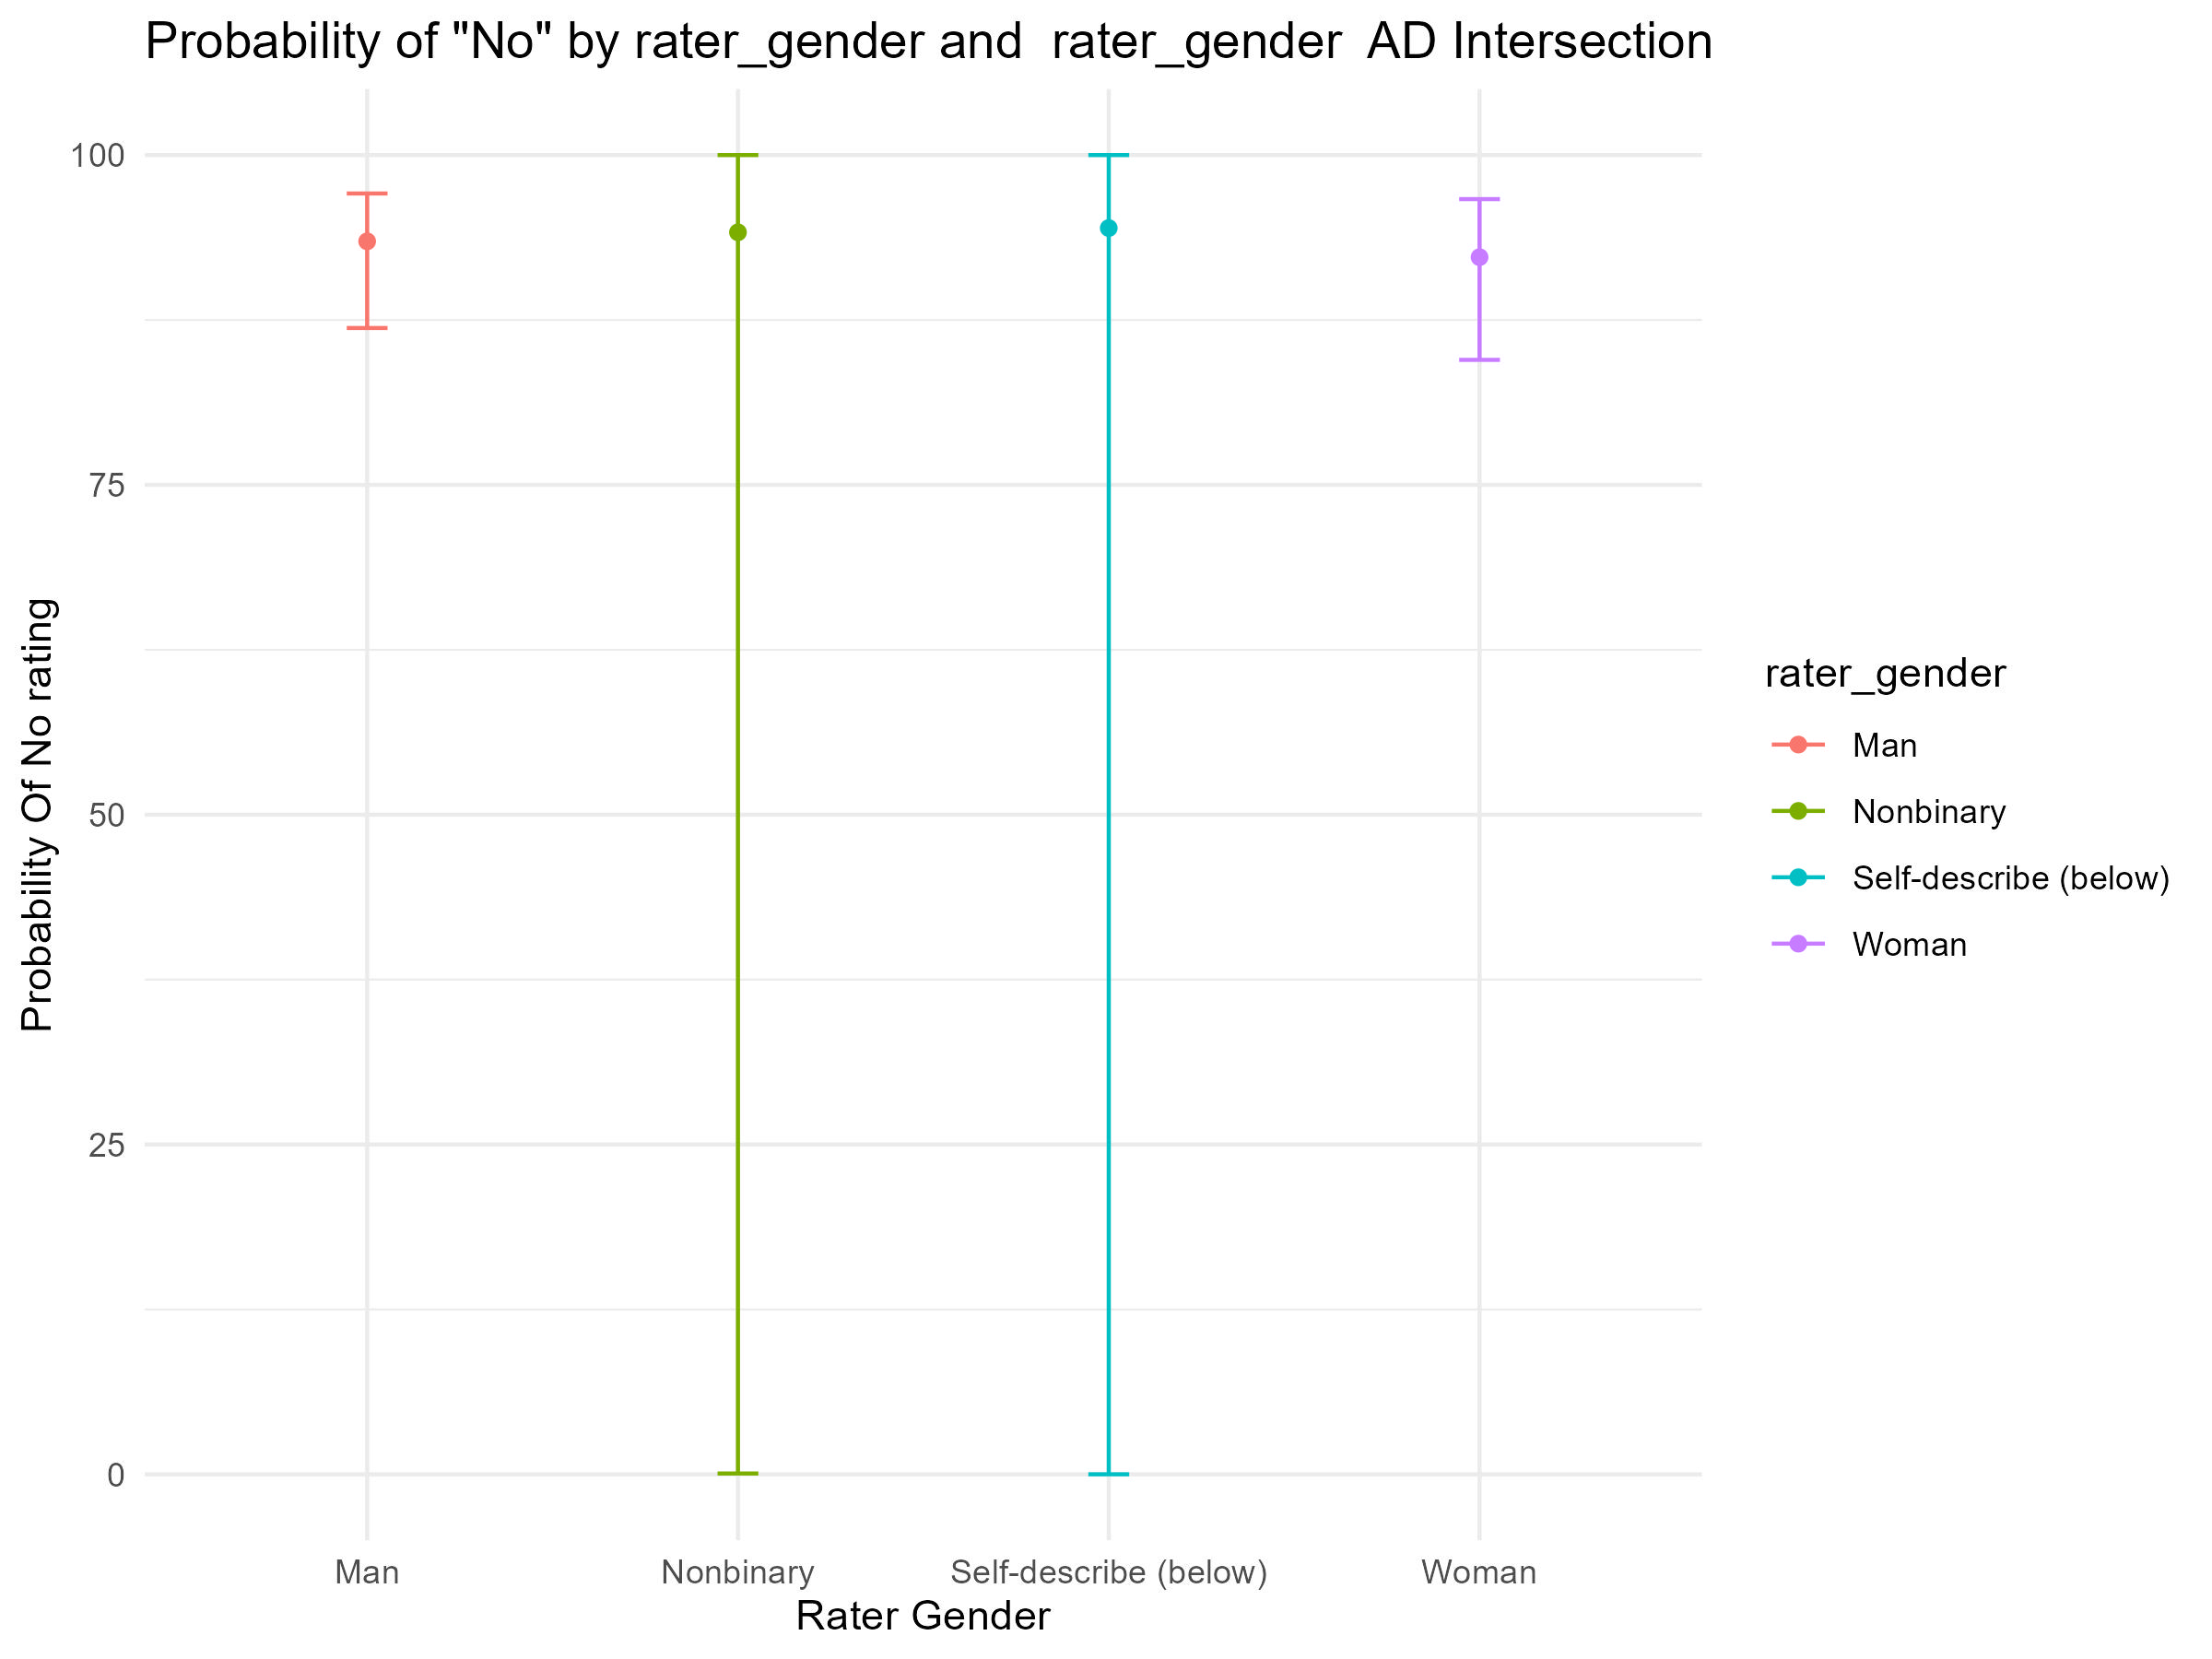 Probability of "No" by rater_gender and  rater_gender  AD Intersection
Probability Of No rating
100
75
50
25
0
Man
Nonbinary
Self-describe (below)
Woman
Rater Gender
rater_gender
Man
Nonbinary
Self-describe (below)
Woman